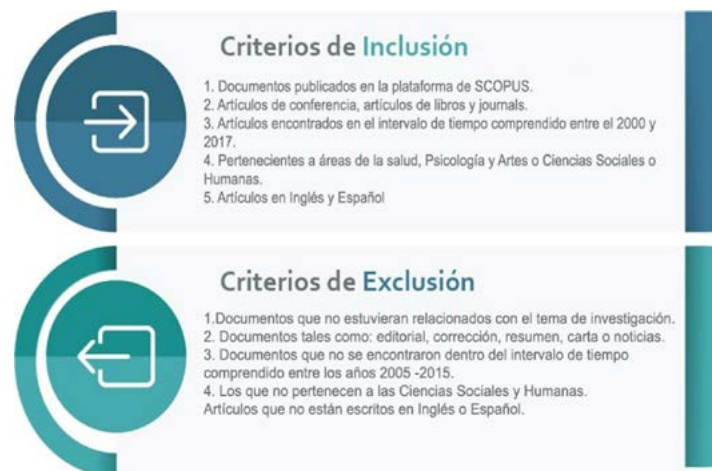 Criterios de Inclusión
1. Documentos publicados en la plataforma de SCOPUS.
2. Artículos de conferencia, artículos de libros y journals.
3. Artículos encontrados en el intervalo de tiempo comprendido entre el 2000 y
2017.
4. Pertenecientes a áreas de la salud, Psicología y Artes o Ciencias Sociales o
Humanas.
5. Artículos en Inglés y Español
Criterios de Exclusión
1.Documentos que no estuvieran relacionados con el tema de investigación.
2. Documentos tales como: editorial, corrección, resumen, carta o noticias.
3. Documentos que no se encontraron dentro del intervalo de tiempo
comprendido entre los años 2005 -2015.
4. Los que no pertenecen a las Ciencias Sociales y Humanas.
Artículos que no están escritos en Inglés o Español.